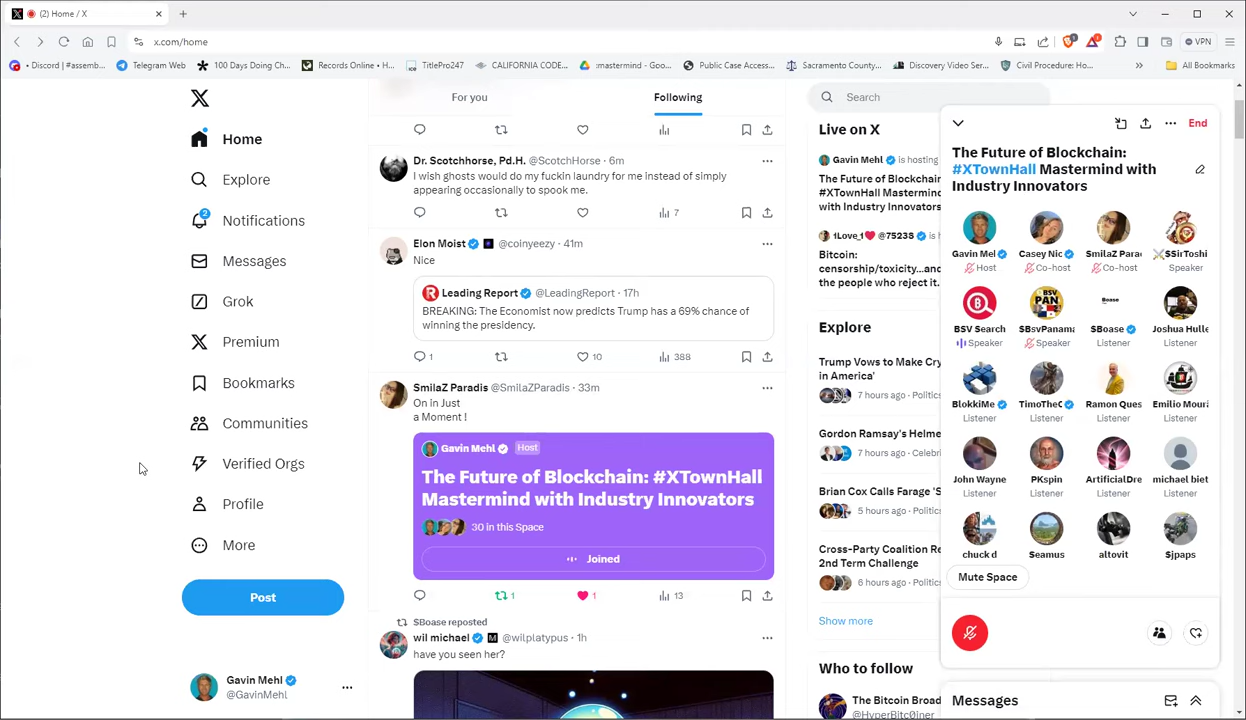 (2) Home / X
x.com/home
VPN
• Discord | #assemb...
Telegram Web
100 Days Doing Ch...
Records Online • H...
TitlePro247
CALIFORNIA CODE...
:mastermind - Goo...
Public Case Access...
Sacramento County...
Discovery Video Ser...
Civil Procedure: Ho...
»
All Bookmarks
Home
Explore
2
Notifications
Messages
Grok
Premium
Bookmarks
Communities
Verified Orgs
Profile
More
Post
Gavin Mehl
@GavinMehl
For you
Following
Dr. Scotchhorse, Pd.H. @ScotchHorse · 6m
I wish ghosts would do my fuckin laundry for me instead of simply
appearing occasionally to spook me.
7
Elon Moist @coinyeezy · 41m
Nice
Leading Report @LeadingReport · 17h
BREAKING: The Economist now predicts Trump has a 69% chance of
winning the presidency.
1
10
388
SmilaZ Paradis @SmilaZParadis · 33m
On in Just
a Moment !
Gavin Mehl Host
The Future of Blockchain: #XTownHall
Mastermind with Industry Innovators
30 in this Space
Joined
1
1
13
$Boase reposted
wil michael @wilplatypus · 1h
have you seen her?
Search
Live on X
Gavin Mehl is hosting
The Future of Blockchain:
#XTownHall Mastermind
with Industry Innovators
1Love_1 @75238 is h
Bitcoin:
censorship/toxicity...and
the people who reject it.
Explore
Trump Vows to Make Cry
in America'
7 hours ago · Politics
Gordon Ramsay's Helme
7 hours ago · Celebri
Brian Cox Calls Farage 'S
5 hours ago · Politics
Cross-Party Coalition Re
2nd Term Challenge
6 hours ago · Politics
Show more
Who to follow
The Bitcoin Broad
@HyperBitc0iner
End
The Future of Blockchain:
#XTownHall Mastermind with
Industry Innovators
Gavin Mel
Host
Casey Nic
Co-host
SmilaZ Para
Co-host
$SirToshi
Speaker
BSV Search
Speaker
$BsvPanama
Speaker
$Boase
Listener
Joshua Hulle
Listener
BlokkiMe
Listener
TimoTheC
Listener
Ramon Ques
Listener
Emilio Mour
Listener
John Wayne
Listener
PKspin
Listener
ArtificialDre
Listener
michael biet
Listener
chuck d
Seamus
altovit
$jpaps
Mute Space
Messages